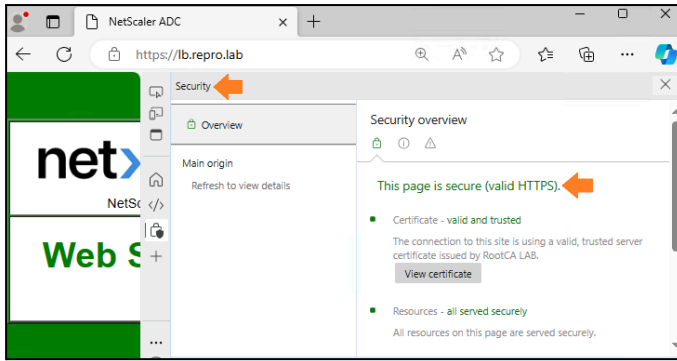 NetScaler ADC
https://lb.repro.lab
Security
Overview
Main origin
Refresh to view details
Security overview
This page is secure (valid HTTPS).
Certificate - valid and trusted
The connection to this site is using a valid, trusted server
certificate issued by RootCA LAB.
View certificate
Resources - all served securely
All resources on this page are served securely.
net
NetSc
Web S